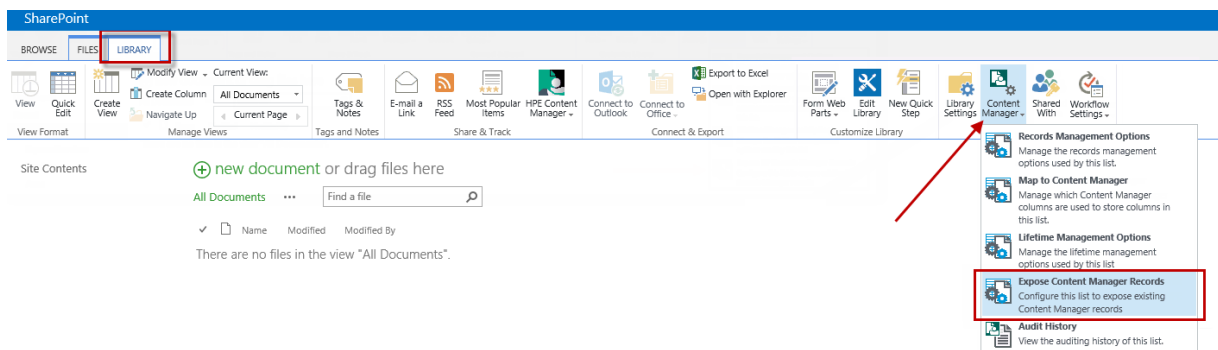 SharePoint
BROWSE FILES LIBRARY
View
Quick Edit
View Format
Create View
Modify View
Create Column
Navigate Up
Current View:
All Documents
Current Page
Manage Views
Tags & Notes
Tags and Notes
E-mail a Link
RSS Feed
Most Popular Items
HPE Content Manager
Share & Track
Connect to Outlook
Connect to Office
Export to Excel
Open with Explorer
Connect & Export
Form Web Parts
Edit Library
New Quick Step
Customize Library
Library Settings
Content Manager
Shared With
Workflow Settings
Site Contents
new document or drag files here
All Documents ••• Find a file
Name Modified Modified By
There are no files in the view "All Documents".
Records Management Options
Manage the records management
options used by this list.
Map to Content Manager
Manage which Content Manager
columns are used to store columns in
this list.
Lifetime Management Options
Manage the lifetime management
options used by this list
Expose Content Manager Records
Configure this list to expose existing
Content Manager records
Audit History
View the auditing history of this list.